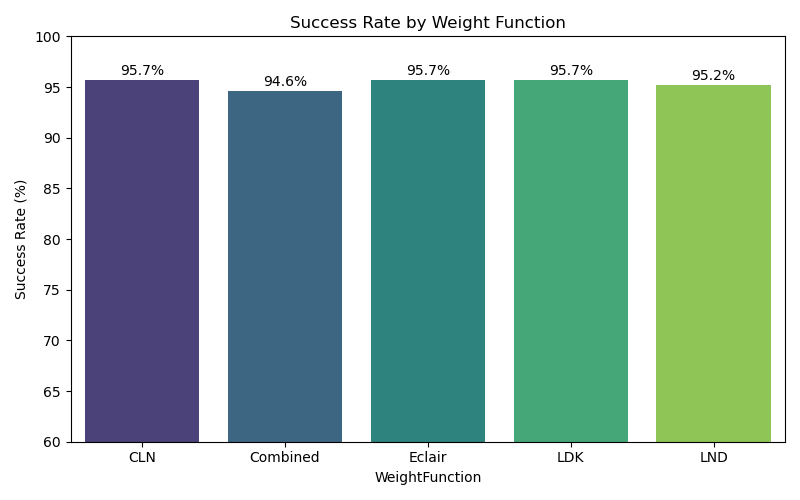 Success Rate by Weight Function
Success Rate (%)
100
95
90
85
80
75
70
65
60
95.7%
94.6%
95.7%
95.7%
95.2%
CLN
Combined
Eclair
LDK
LND
WeightFunction